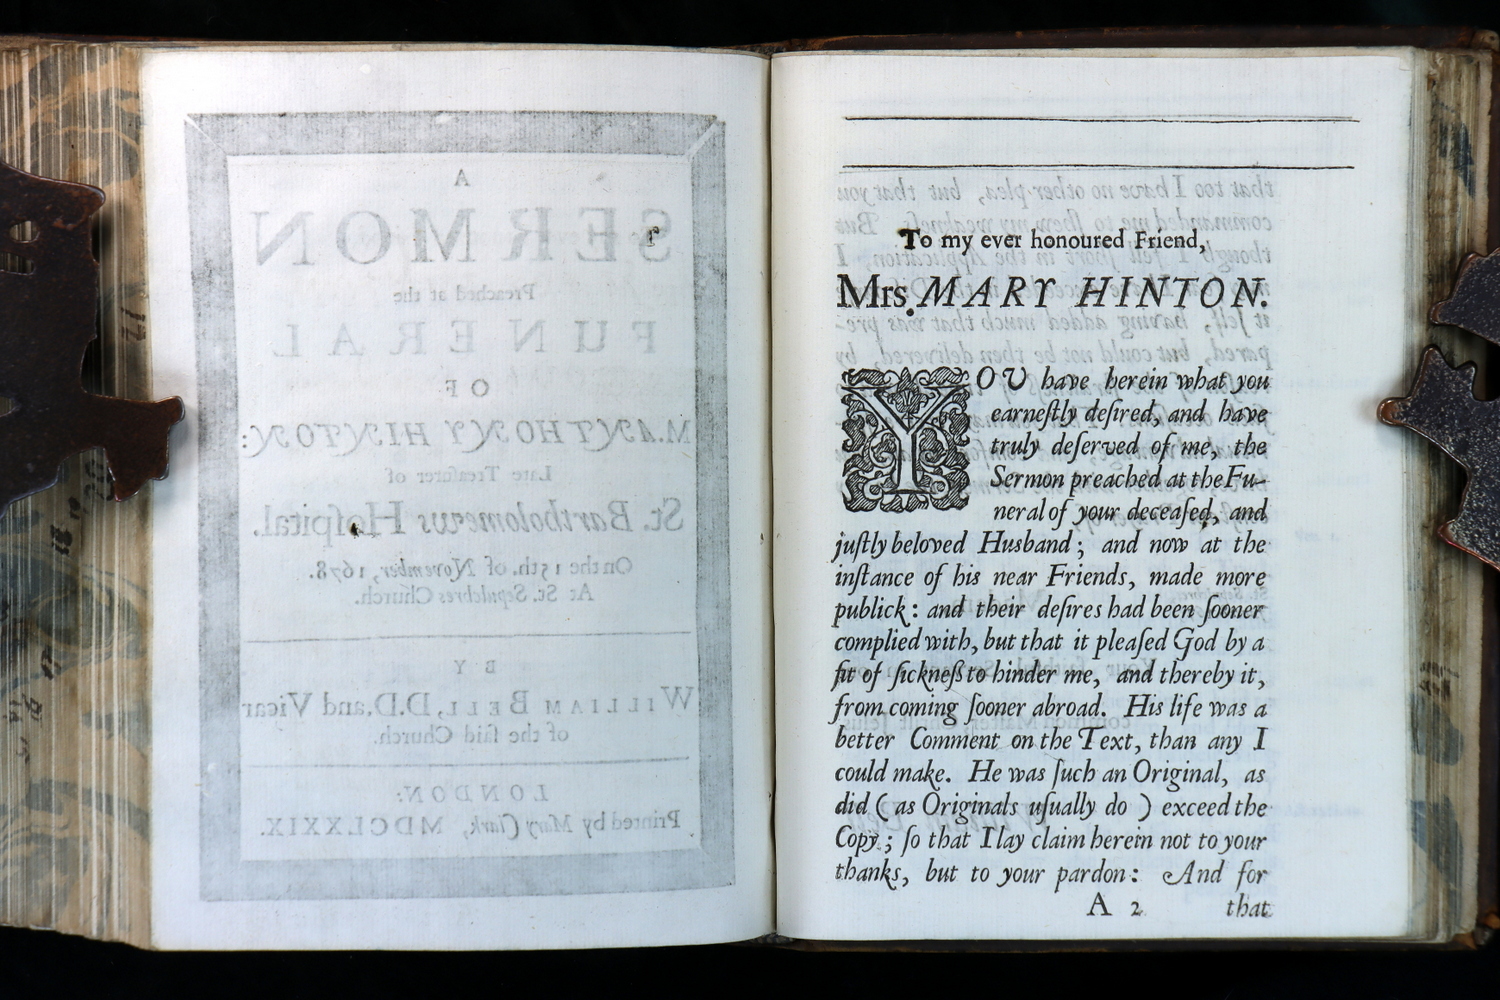 A
SERMON
Preached at the
FUNERAL
OF
M. ANTHONY HINTON:
Late Treaſurer of
St. Bartholomews Hoſpital.
On the 15th. of November, 1678.
At St. Sepulchres Church.
BY
WILLIAM BELL, D.D. and Vicar
of the ſaid Church.
LONDON:
Printed by Mary Clark, MDCLXXIX.
To my ever honoured Friend,
Mrs MARY HINTON.
YOU have herein what you
earneſtly deſired, and have
truly deſerved of me, the
Sermon preached at the Fu-
neral of your deceaſed, and
juſtly beloved Husband; and now at the
inſtance of his near Friends, made more
publick: and their deſires had been ſooner
complied with, but that it pleaſed God by a
fit of ſickneß to hinder me, and thereby it,
from coming ſooner abroad. His life was a
better Comment on the Text, than any I
could make. He was ſuch an Original, as
did ( as Originals uſually do ) exceed the
Copy; ſo that I lay claim herein not to your
thanks, but to your pardon: And for
A 2 that